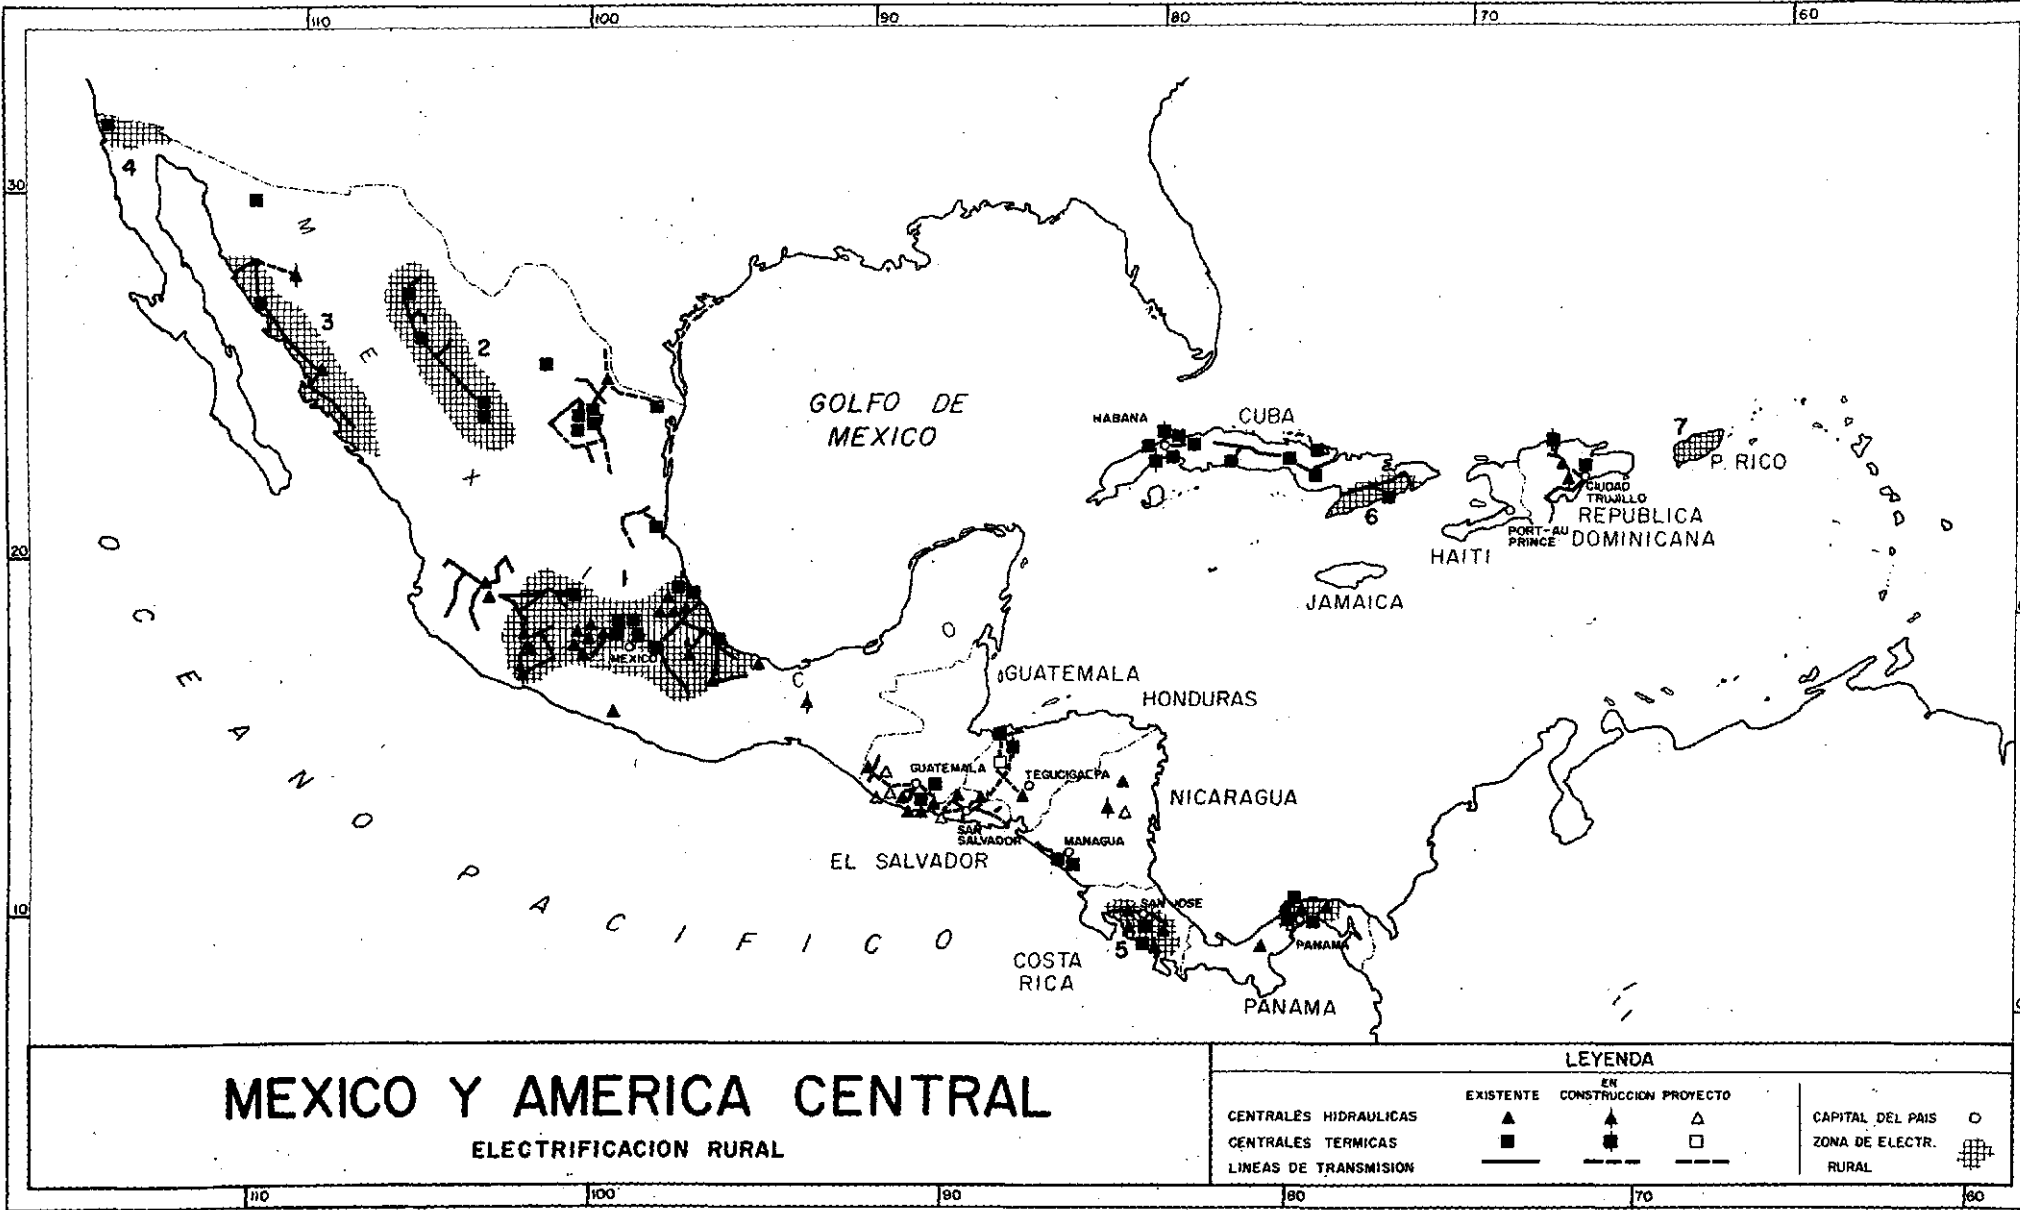 110 100 90 80 70 60
30
20
10
4
3
2
1
M E X I C O
GOLFO DE
MEXICO
HABANA
CUBA
6
7
P. RICO
CIUDAD
TRUJILLO
REPUBLICA
DOMINICANA
PORT-AU
PRINCE
HAITI
JAMAICA
MEXICO
GUATEMALA
HONDURAS
GUATEMALA
TEGUCIGALPA
NICARAGUA
SAN
SALVADOR
MANAGUA
EL SALVADOR
SAN JOSE
5
COSTA
RICA
PANAMA
PANAMA
OCEANO PACIFICO
MEXICO Y AMERICA CENTRAL
ELECTRIFICACION RURAL
LEYENDA
EXISTENTE EN CONSTRUCCION PROYECTO
CENTRALES HIDRAULICAS
CENTRALES TERMICAS
LINEAS DE TRANSMISION
CAPITAL DEL PAIS
ZONA DE ELECTR.
RURAL
110 100 90 80 70 60